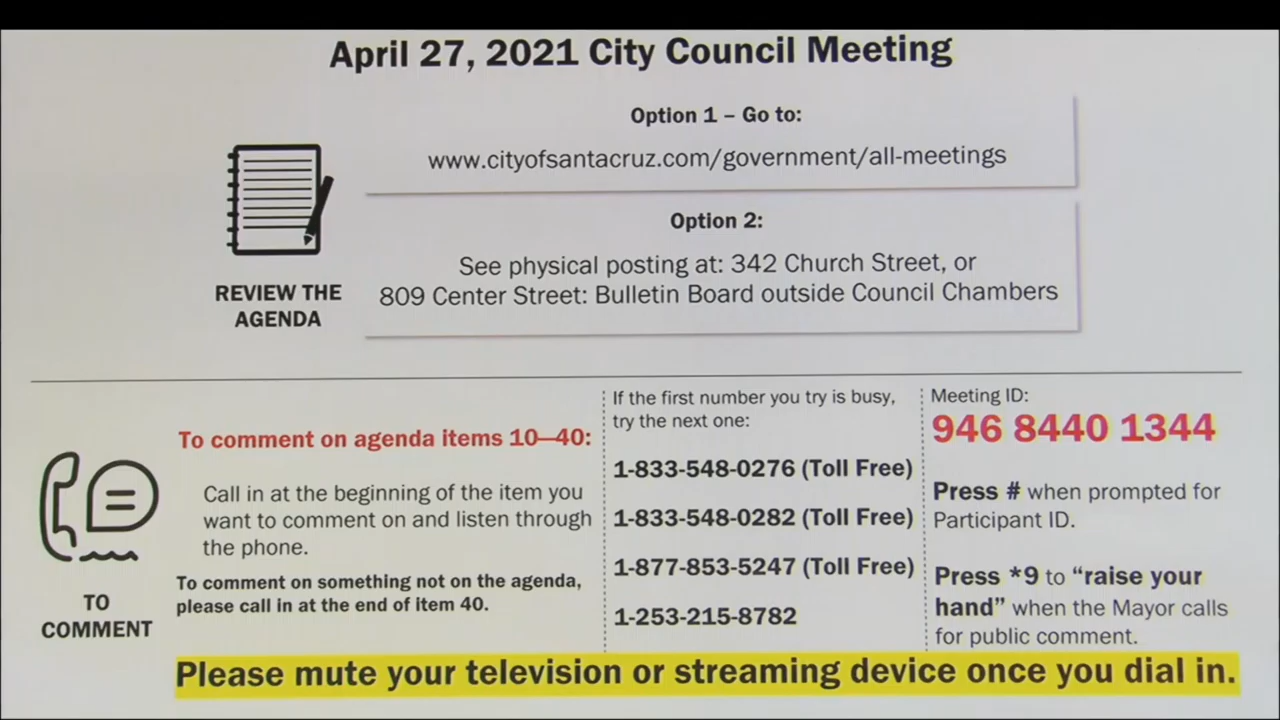 April 27, 2021 City Council Meeting
Option 1 – Go to:
www.cityofsantacruz.com/government/all-meetings
REVIEW THE
AGENDA
Option 2:
See physical posting at: 342 Church Street, or
809 Center Street: Bulletin Board outside Council Chambers
TO
COMMENT
To comment on agenda items 10—40:
Call in at the beginning of the item you
want to comment on and listen through
the phone.
To comment on something not on the agenda,
please call in at the end of item 40.
If the first number you try is busy,
try the next one:
1-833-548-0276 (Toll Free)
1-833-548-0282 (Toll Free)
1-877-853-5247 (Toll Free)
1-253-215-8782
Meeting ID:
946 8440 1344
Press # when prompted for
Participant ID.
Press *9 to “raise your
hand” when the Mayor calls
for public comment.
Please mute your television or streaming device once you dial in.